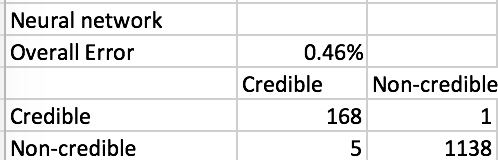 Neural network
Overall Error 0.46%
Credible Non-credible
Credible 168 1
Non-credible 5 1138